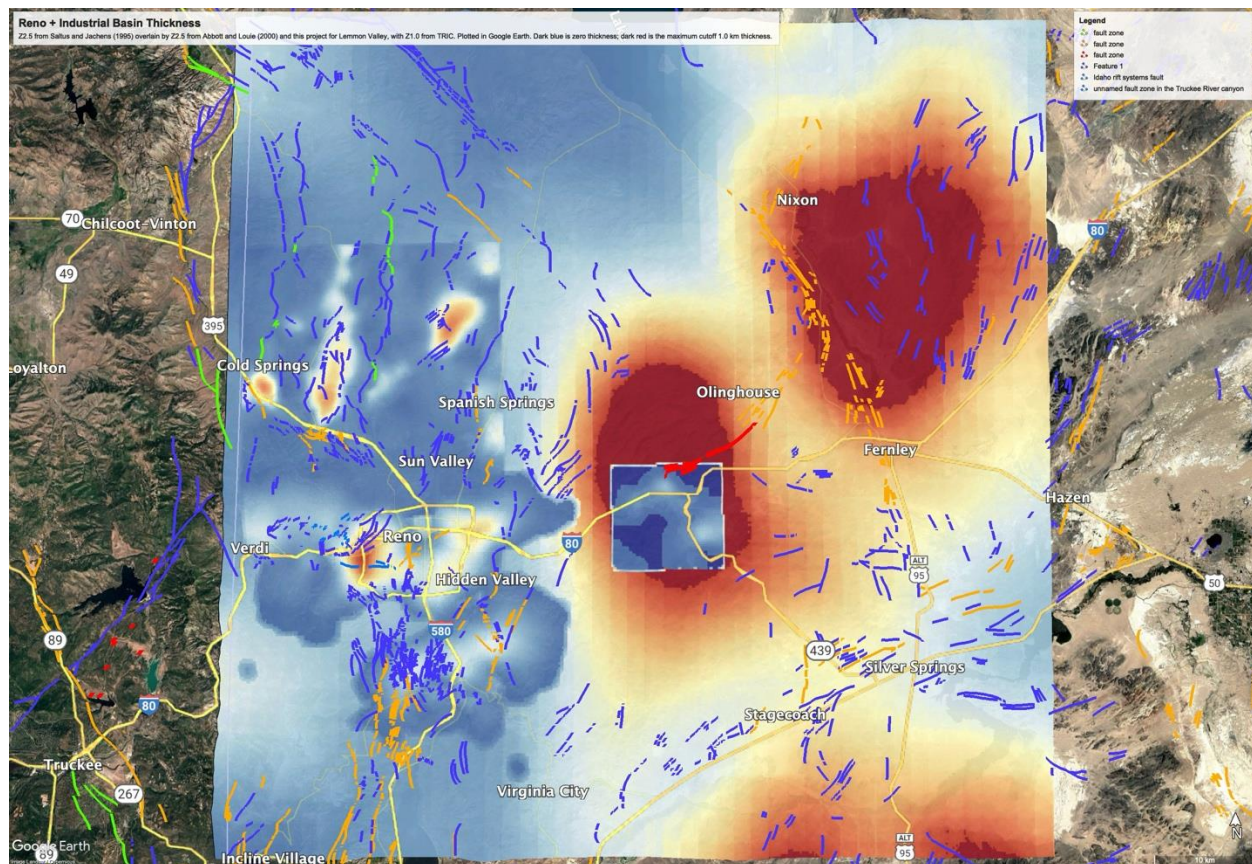 Reno + Industrial Basin Thickness
Z2.5 from Saltus and Jachens (1995) overlain by Z2.5 from Abbott and Louie (2000) and this project for Lemmon Valley, with Z1.0 from TRIC. Plotted in Google Earth. Dark blue is zero thickness; dark red is the maximum cutoff 1.0 km thickness.
Legend
fault zone
fault zone
fault zone
Feature 1
Idaho rift systems fault
unnamed fault zone in the Truckee River canyon
Nixon
70
Chilcoot-Vinton
80
49
395
Cold Springs
Loyalton
Olinghouse
Spanish Springs
Fernley
Sun Valley
Hazen
Reno
Verdi
80
ALT
95
50
Hidden Valley
580
89
439
Silver Springs
80
Stagecoach
Truckee
267
Virginia City
Google Earth
89
ALT
95
N
Incline Village
10 km